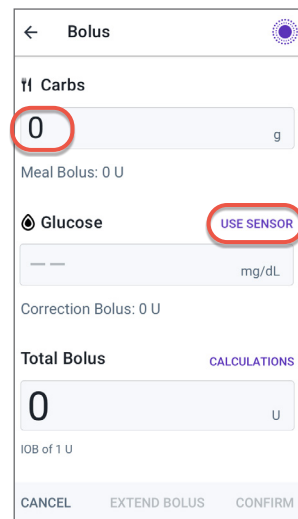 Bolus
Carbs
0 g
Meal Bolus: 0 U
Glucose USE SENSOR
-- mg/dL
Correction Bolus: 0 U
Total Bolus CALCULATIONS
0 U
IOB of 1 U
CANCEL EXTEND BOLUS CONFIRM